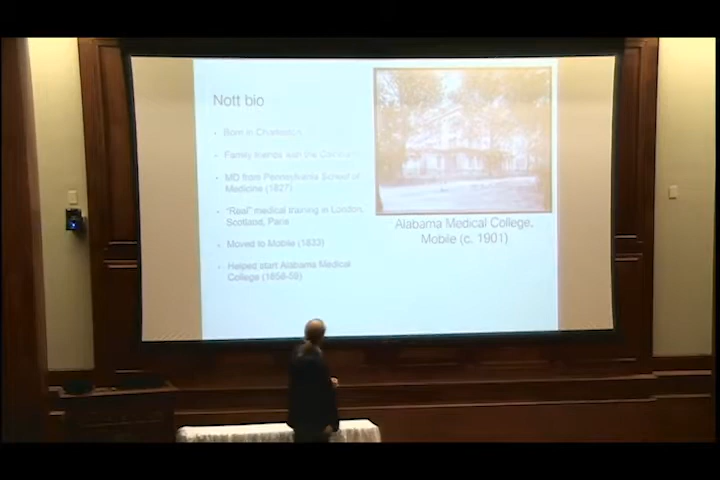 Nott bio
Born in Charleston
Family friends with the
MD from Pennsylvania School of
Medicine (1827)
"Real" medical training in London,
Scotland, Paris
Moved to Mobile (1833)
Helped start Alabama Medical
College (1858-59)
Alabama Medical College,
Mobile (c. 1901)